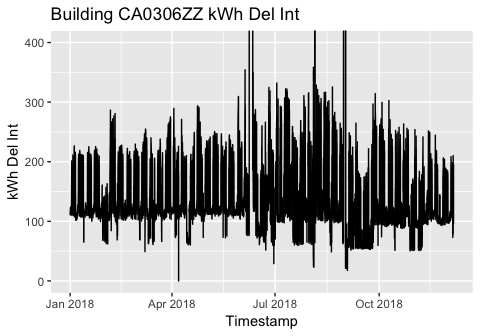 Building CA0306ZZ kWh Del Int
400
300
200
100
0
kWh Del Int
Jan 2018 Apr 2018 Jul 2018 Oct 2018
Timestamp